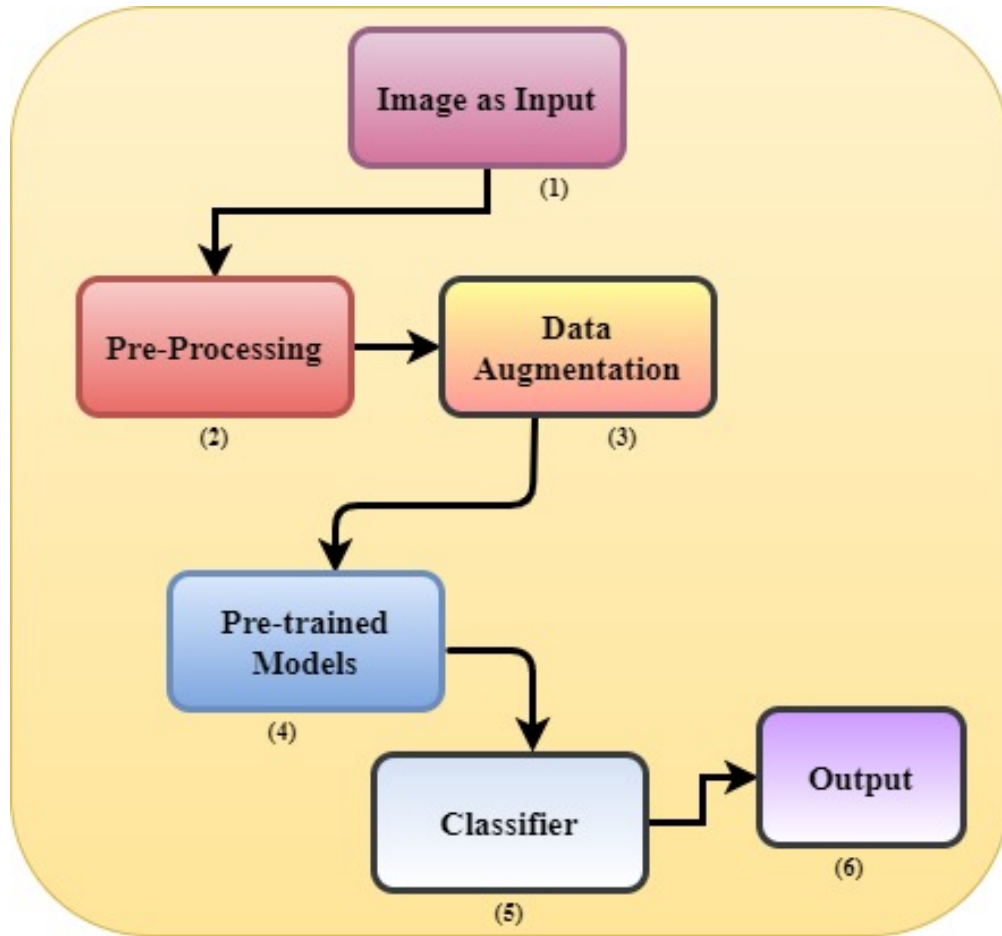 Image as Input
(1)
Pre-Processing
(2)
Data
Augmentation
(3)
Pre-trained
Models
(4)
Classifier
(5)
Output
(6)